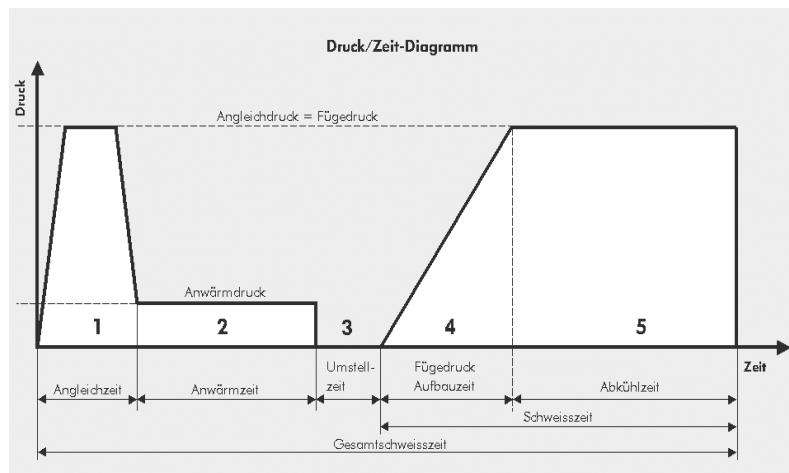 Druck/Zeit-Diagramm
Druck
Angleichdruck = Fügedruck
Anwärmdruck
1
2
3
4
5
Umstell-
zeit
Fügedruck
Aufbauzeit
Zeit
Angleichzeit
Anwärmzeit
Abkühlzeit
Schweisszeit
Gesamtschweisszeit